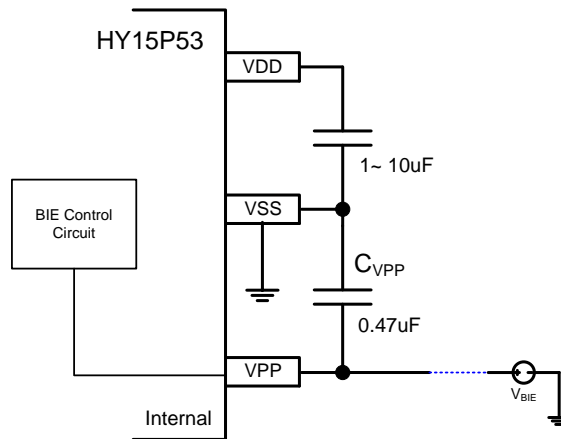 HY15P53
VDD
1~ 10uF
BIE Control
Circuit
VSS
CVPP
0.47uF
VPP
VBIE
Internal